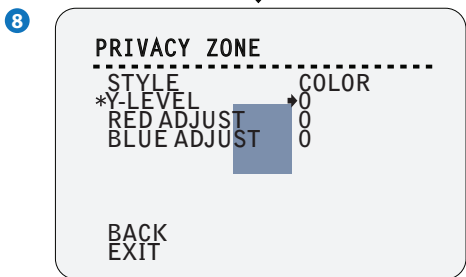 8
PRIVACY ZONE
STYLE COLOR
*Y-LEVEL 0
RED ADJUST 0
BLUE ADJUST 0
BACK
EXIT